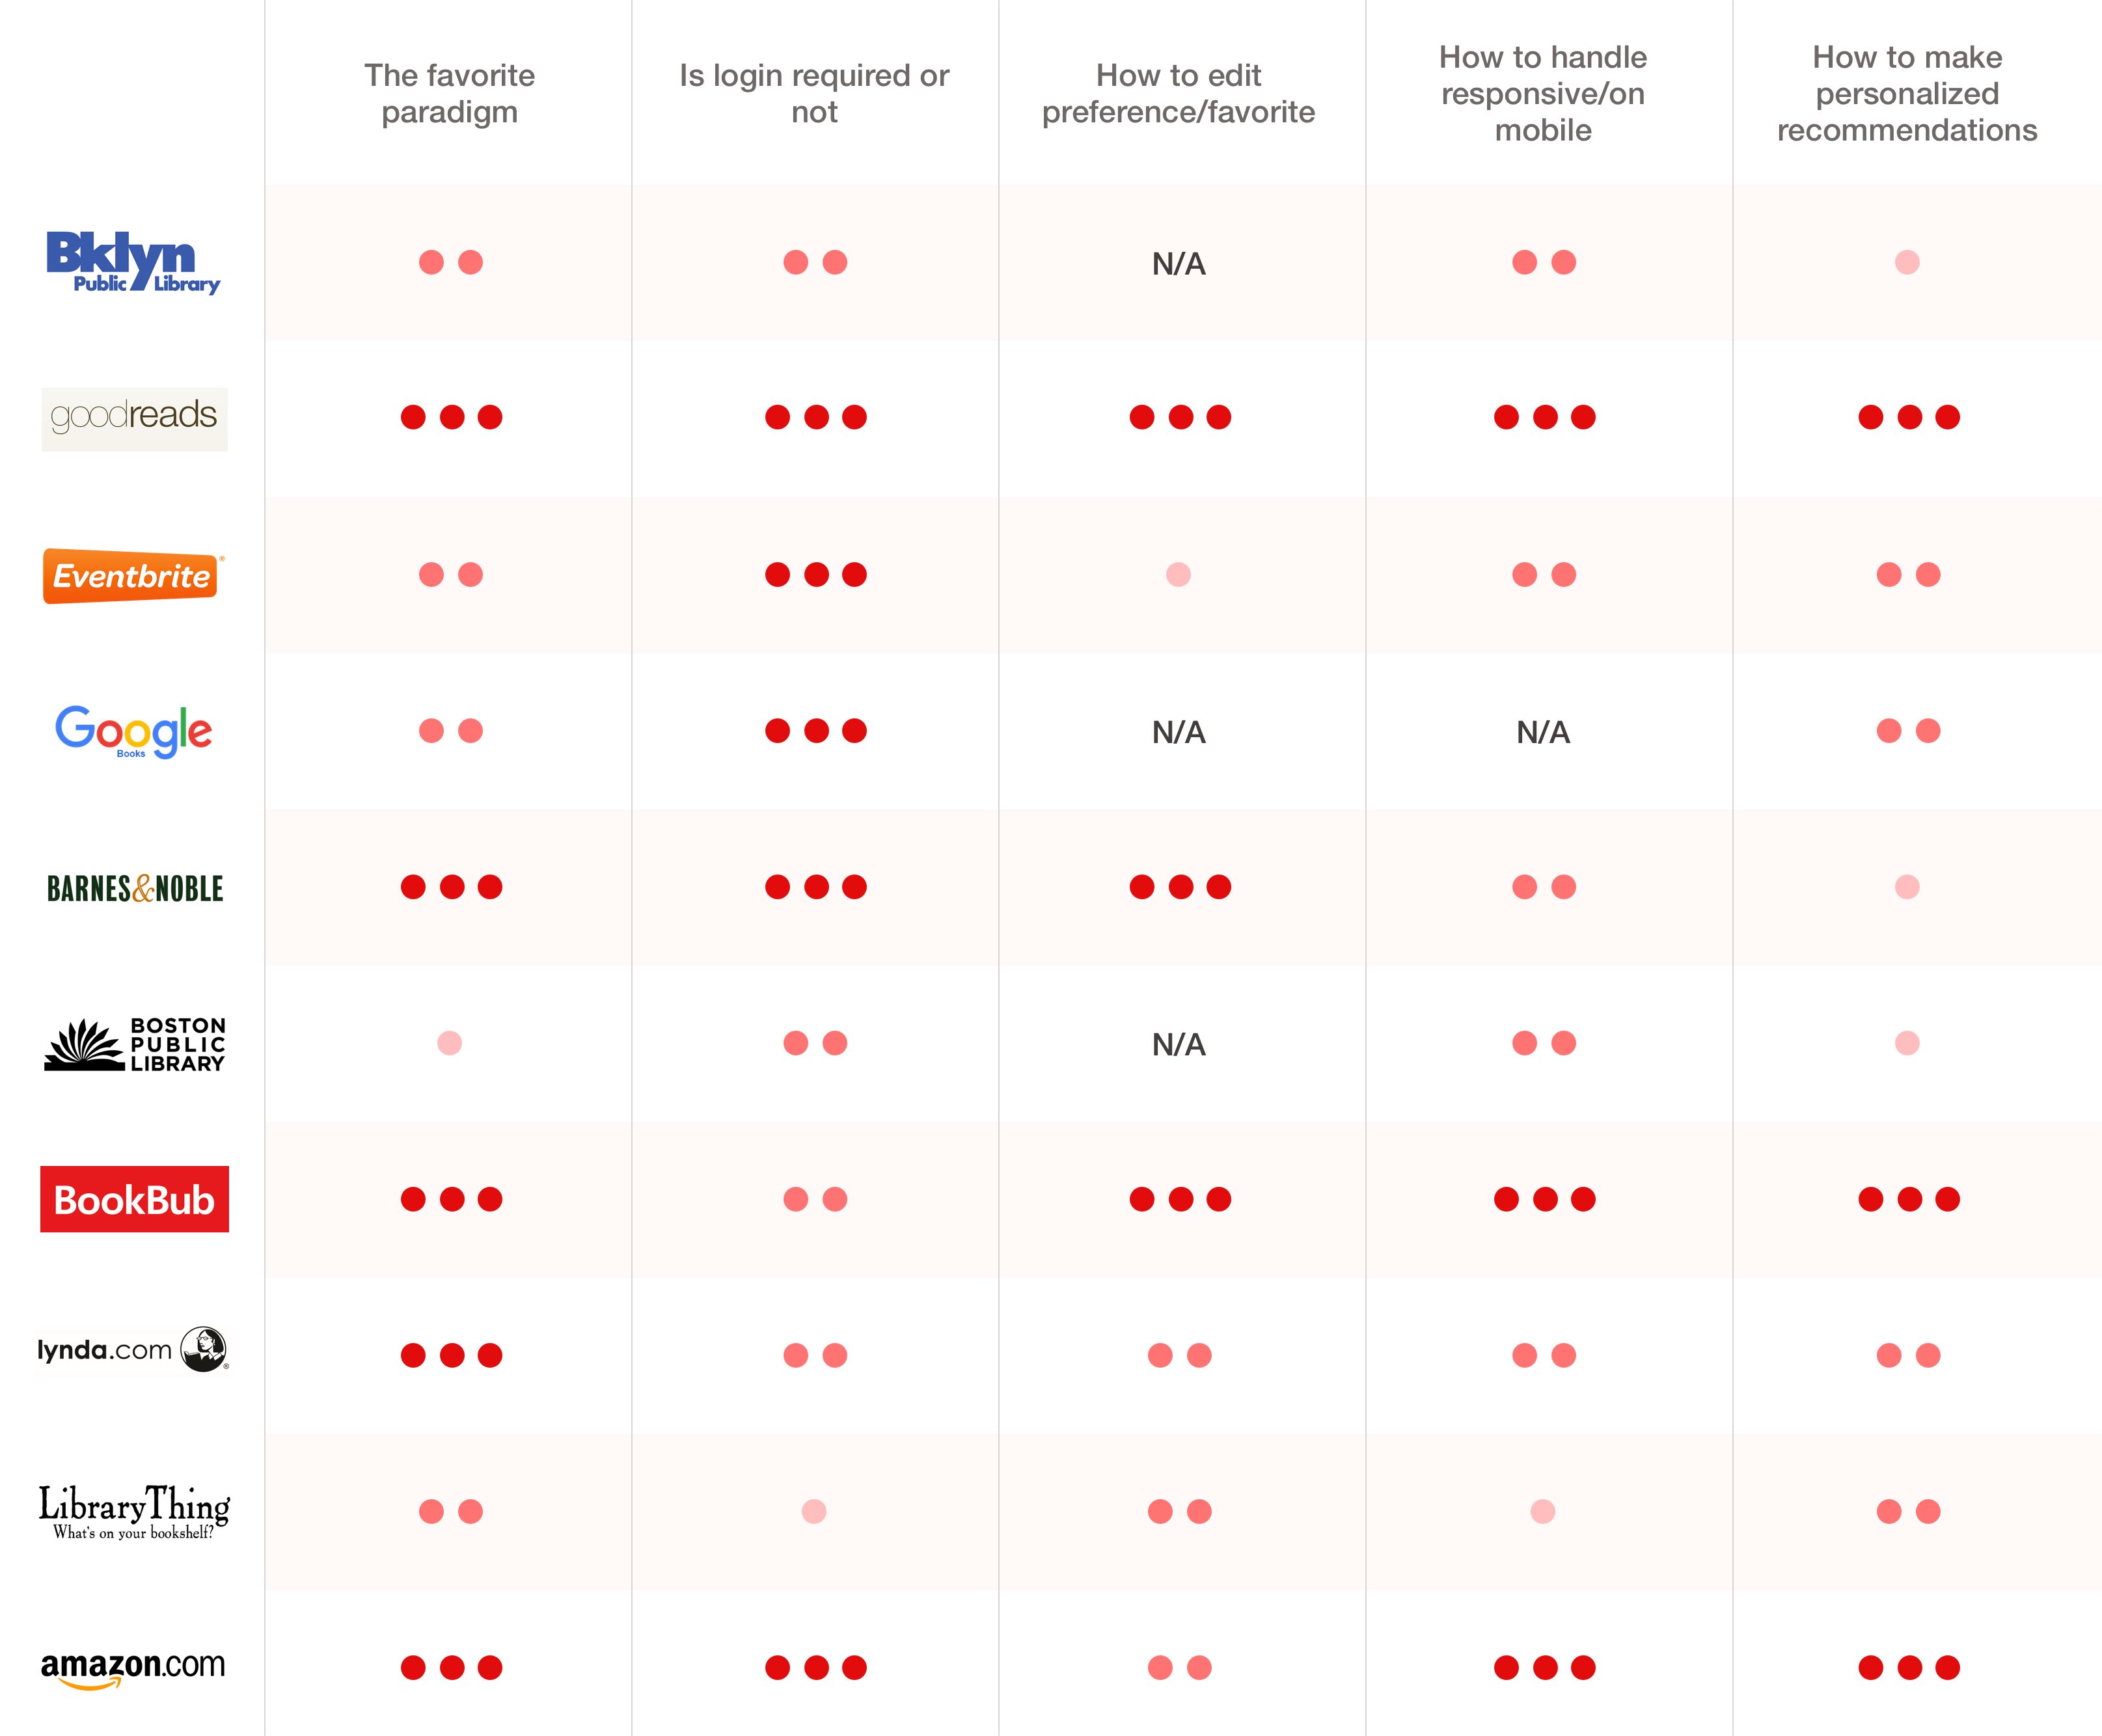 The favorite
paradigm
Is login required or
not
How to edit
preference/favorite
How to handle
responsive/on
mobile
How to make
personalized
recommendations
Bklyn
Public Library
N/A
goodreads
Eventbrite®
Google
Books
N/A
N/A
BARNES&NOBLE
BOSTON
PUBLIC
LIBRARY
N/A
BookBub
lynda.com®
LibraryThing
What's on your bookshelf?
amazon.com